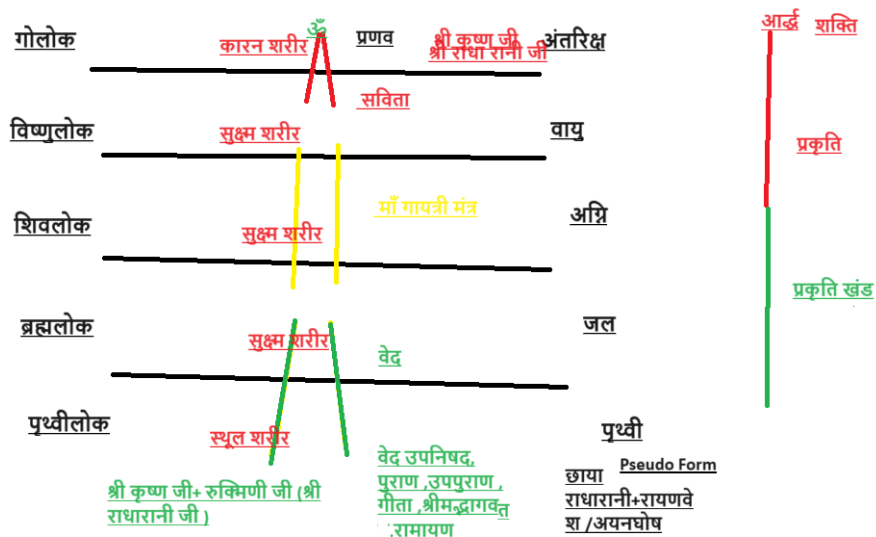 गोलोक
कारन शरीर
ॐ
प्रणव
श्री कृष्ण जी
श्री राधा रानी जी
अंतरिक्ष
आर्द्ध
शक्ति
सविता
विष्णुलोक
सुक्ष्म शरीर
वायु
प्रकृति
माँ गायत्री मंत्र
शिवलोक
सुक्ष्म शरीर
अग्नि
प्रकृति खंड
ब्रह्मलोक
सुक्ष्म शरीर
वेद
जल
पृथ्वीलोक
स्थूल शरीर
पृथ्वी
श्री कृष्ण जी+ रुक्मिणी जी (श्री
राधारानी जी )
वेद उपनिषद,
पुराण ,उपपुराण ,
गीता ,श्रीमद्भागवत
,रामायण
छाया
Pseudo Form
राधारानी+रायणवे
श /अयनघोष